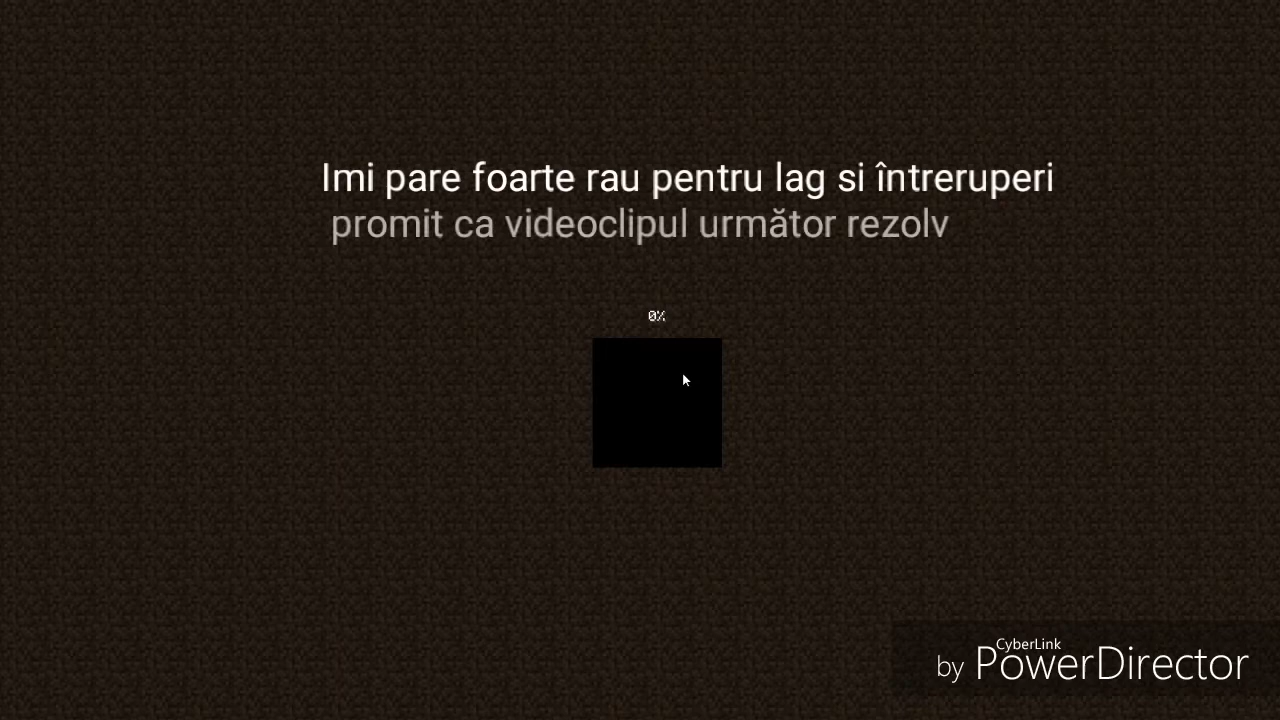 Imi pare foarte rau pentru lag si întreruperi
promit ca videoclipul următor rezolv
0%
CyberLink
by PowerDirector